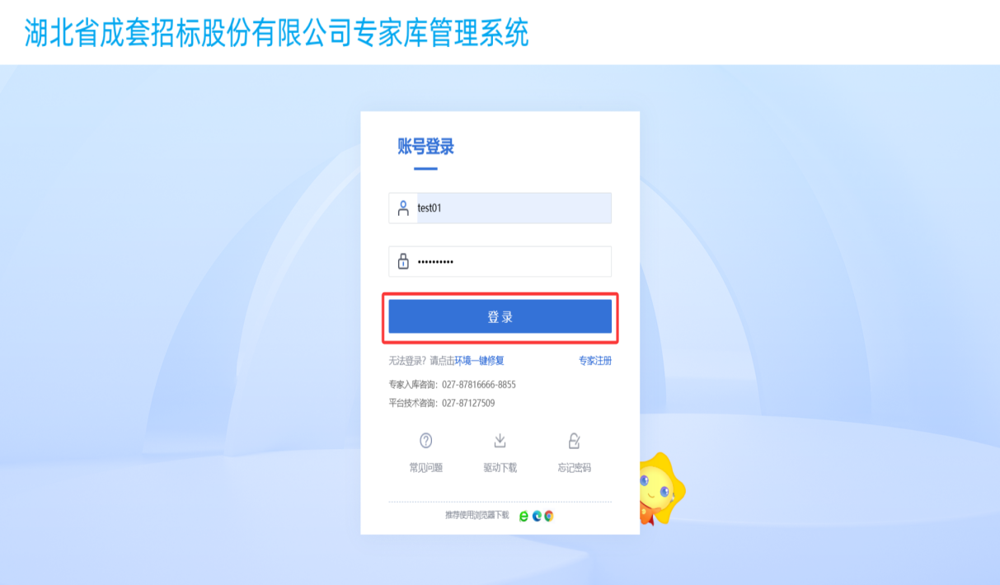 湖北省成套招标股份有限公司专家库管理系统
账号登录
test01
••••••••••
登 录
无法登录？请点击环境一键修复 专家注册
专家入库咨询：027-87816666-8855
平台技术咨询：027-87127509
常见问题 驱动下载 忘记密码
推荐使用浏览器下载